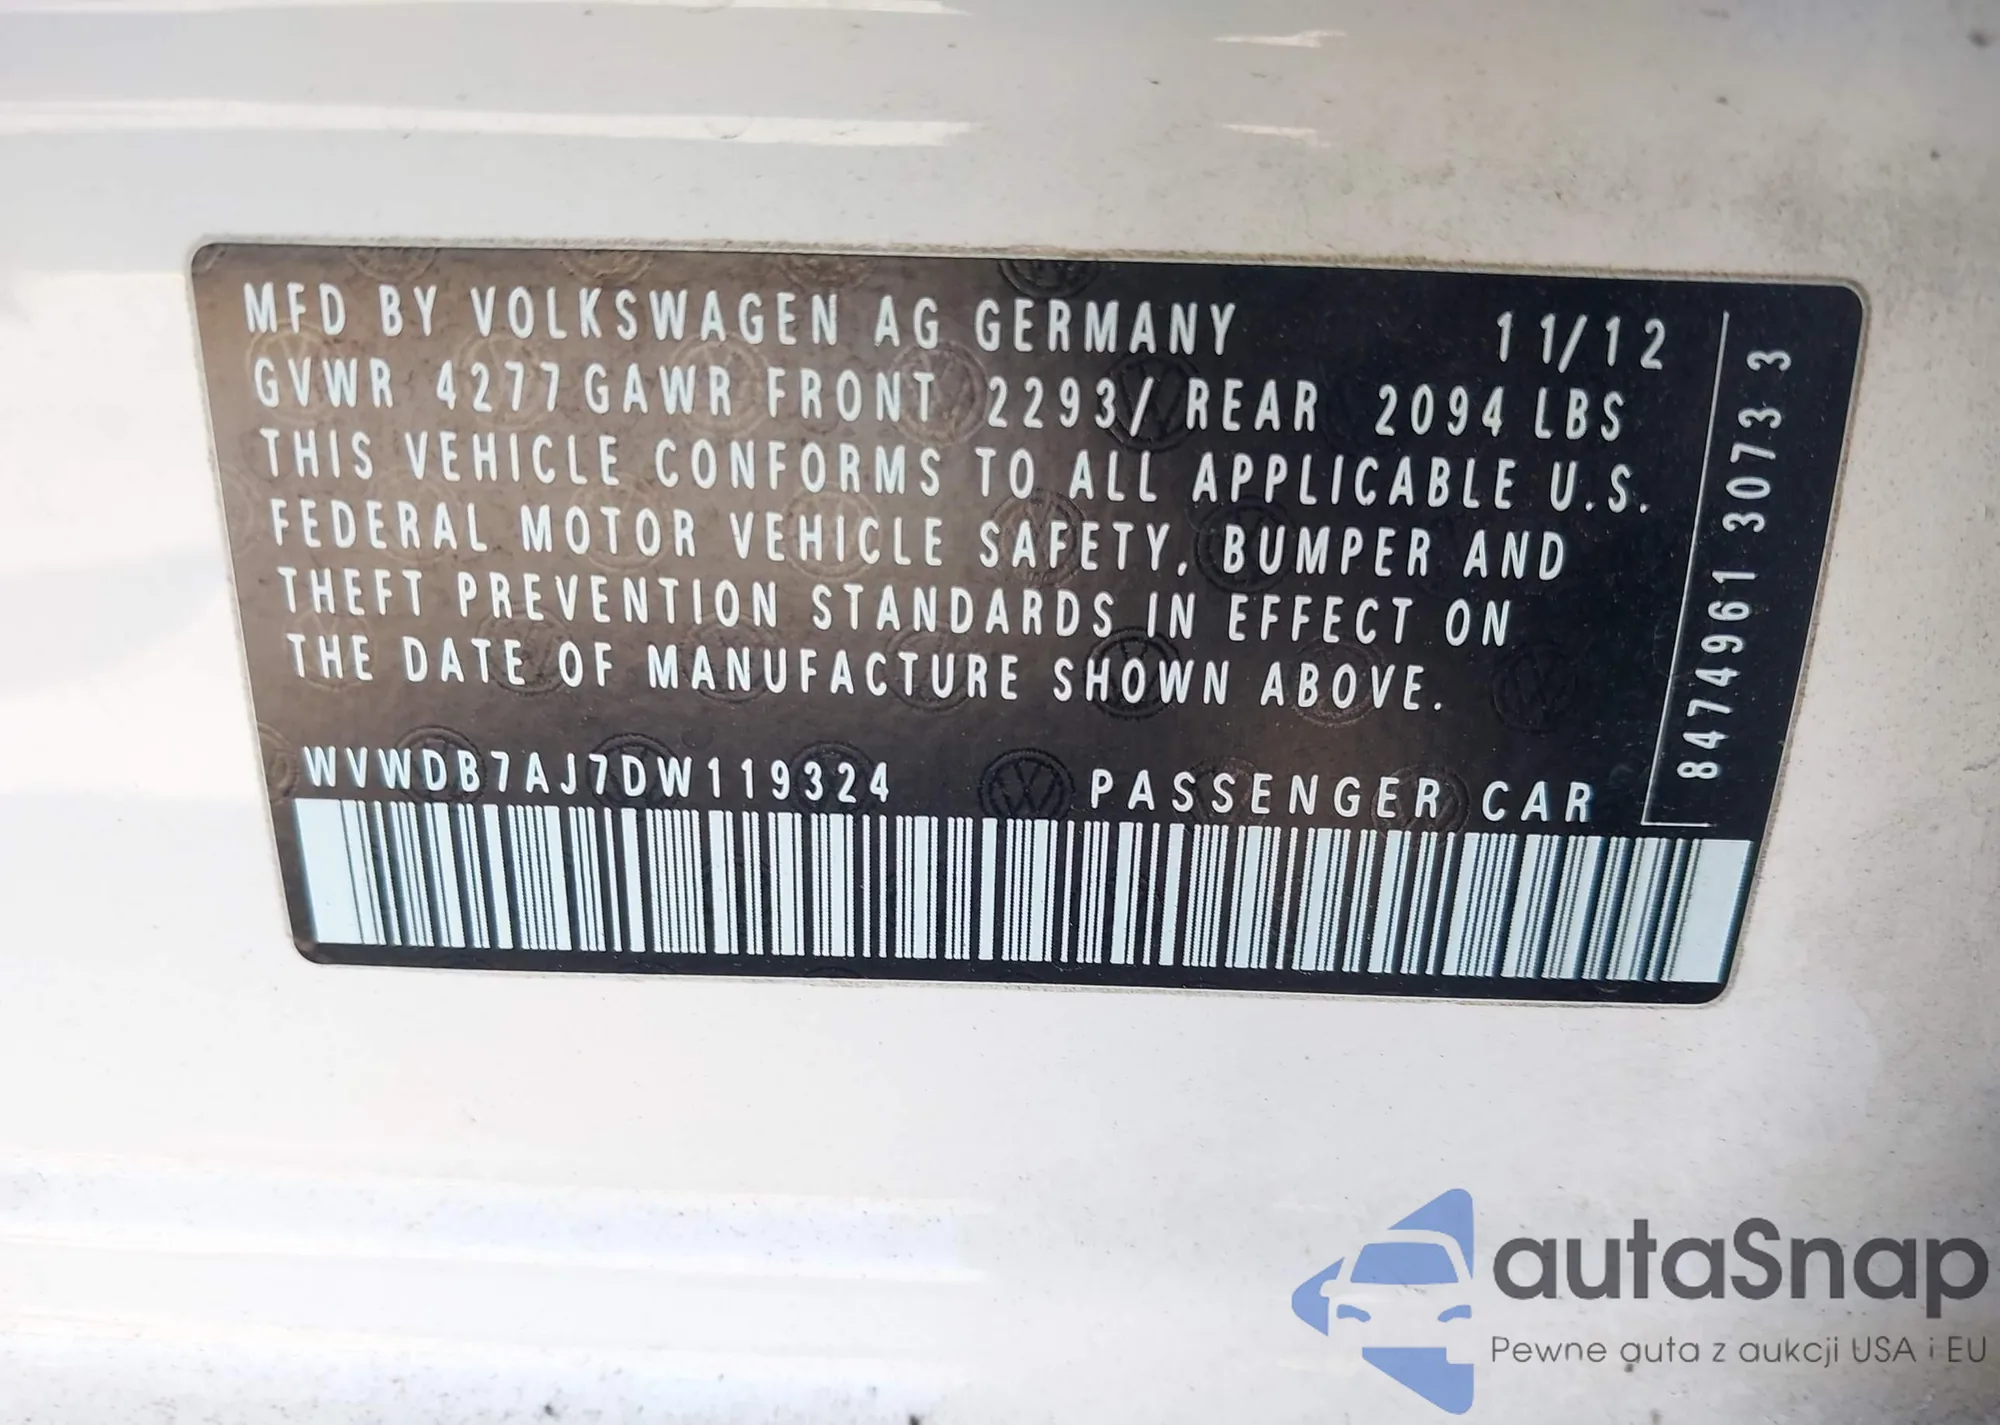 MFD BY VOLKSWAGEN AG GERMANY 11/12
GVWR 4277 GAWR FRONT 2293/ REAR 2094 LBS
THIS VEHICLE CONFORMS TO ALL APPLICABLE U.S.
FEDERAL MOTOR VEHICLE SAFETY, BUMPER AND
THEFT PREVENTION STANDARDS IN EFFECT ON
THE DATE OF MANUFACTURE SHOWN ABOVE.
WVWDB7AJ7DW119324 PASSENGER CAR
8474961 3073 3
autaSnap
Pewne auta z aukcji USA i EU